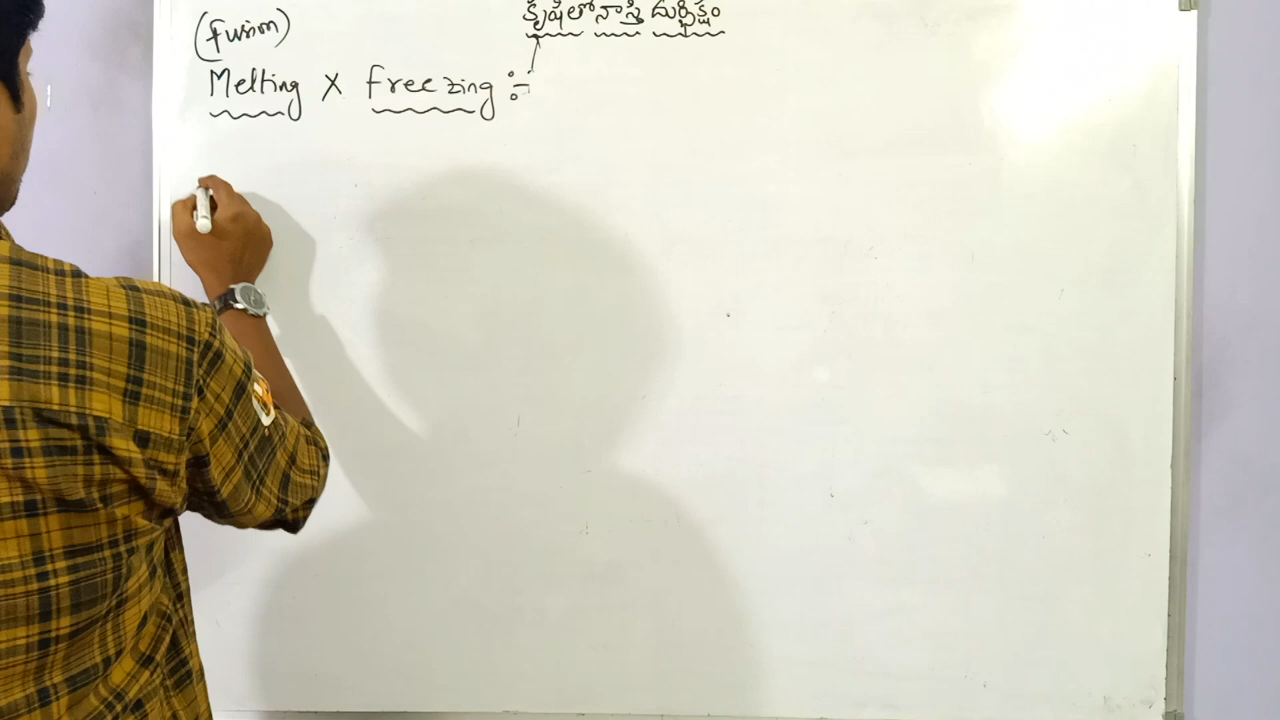 కృషితో నాస్తి దుర్భిక్షం
(Fusion)
Melting X freezing :-